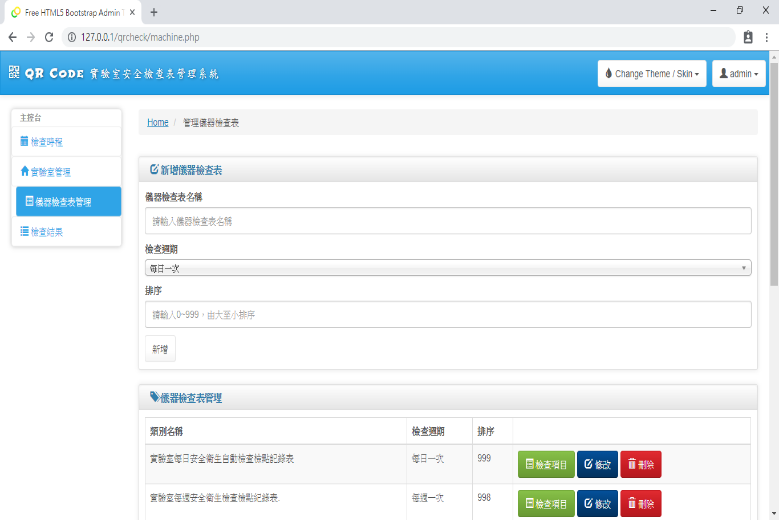 Free HTML5 Bootstrap Admin T
127.0.0.1/qrcheck/machine.php
QR Code 實驗室安全檢查表管理系統
Change Theme / Skin
admin
主控台
檢查時程
實驗室管理
儀器檢查表管理
檢查結果
Home / 管理儀器檢查表
新增儀器檢查表
儀器檢查表名稱
請輸入儀器檢查表名稱
檢查週期
每日一次
排序
請輸入0~999，由大至小排序
新增
儀器檢查表管理
類別名稱 檢查週期 排序
實驗室每日安全衛生自動檢查檢點記錄表 每日一次 999 檢查項目 修改 刪除
實驗室每週安全衛生檢查檢點紀錄表. 每週一次 998 檢查項目 修改 刪除